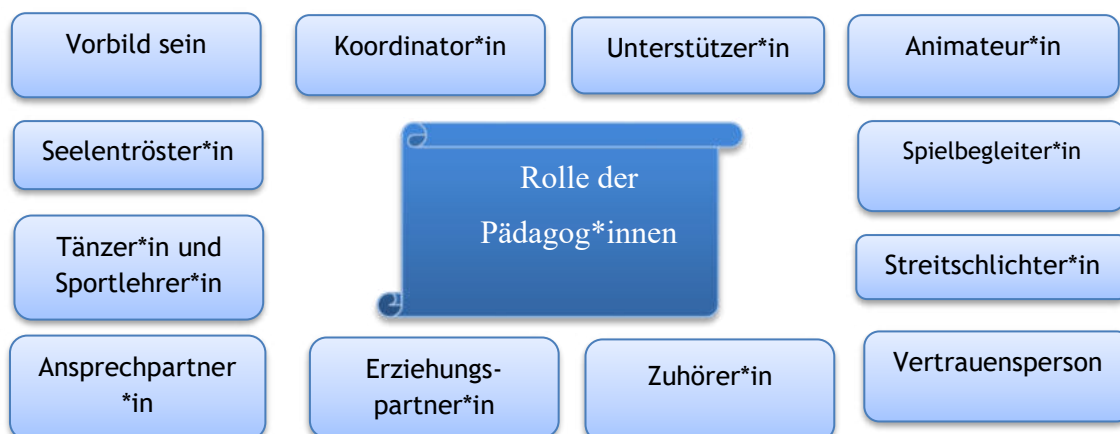 Vorbild sein
Koordinator*in
Unterstützer*in
Animateur*in
Seelentröster*in
Rolle der
Pädagog*innen
Spielbegleiter*in
Tänzer*in und
Sportlehrer*in
Streitschlichter*in
Ansprechpartner
*in
Erziehungs-
partner*in
Zuhörer*in
Vertrauensperson